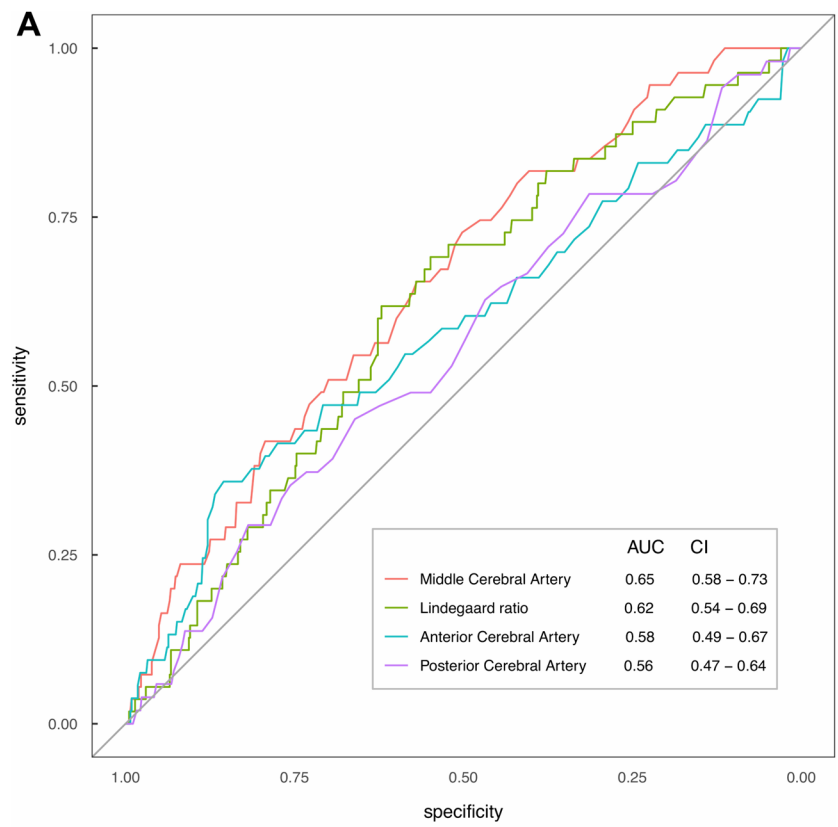 A
1.00
0.75
0.50
0.25
0.00
sensitivity
AUC CI
Middle Cerebral Artery 0.65 0.58 – 0.73
Lindegaard ratio 0.62 0.54 – 0.69
Anterior Cerebral Artery 0.58 0.49 – 0.67
Posterior Cerebral Artery 0.56 0.47 – 0.64
1.00 0.75 0.50 0.25 0.00
specificity